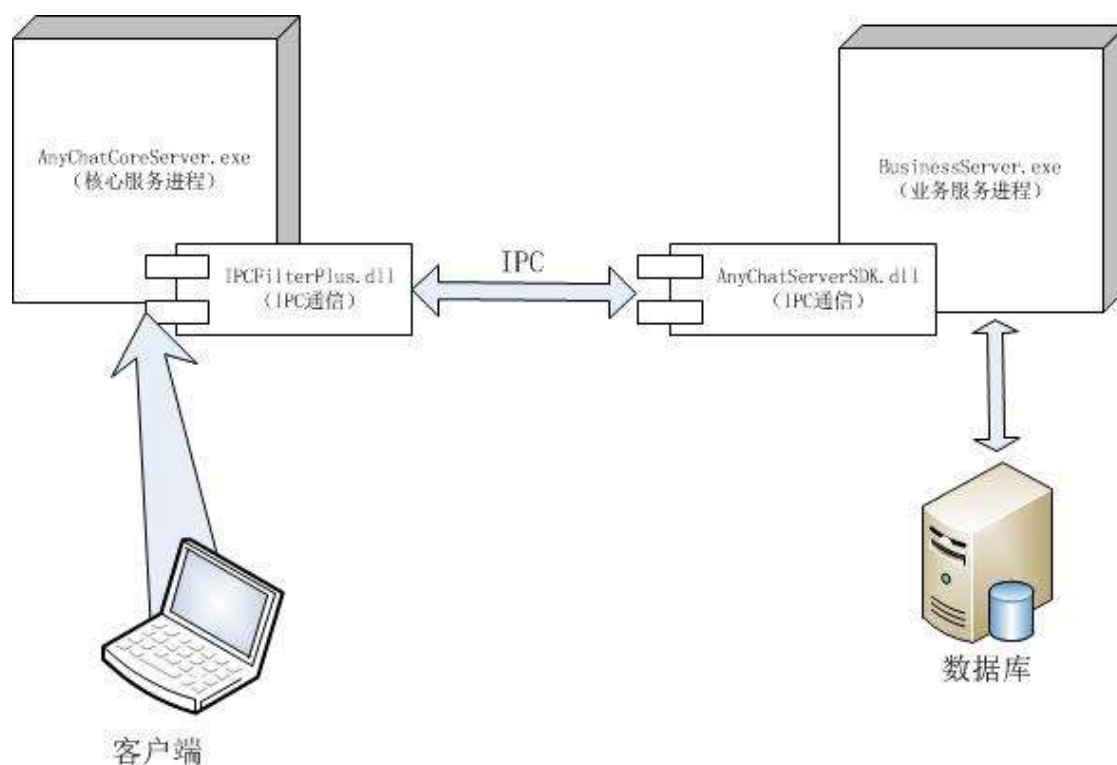 AnyChatCoreServer.exe
(核心服务进程)
BusinessServer.exe
(业务服务进程)
IPCFilterPlus.dll
(IPC通信)
IPC
AnyChatServerSDK.dll
(IPC通信)
数据库
客户端